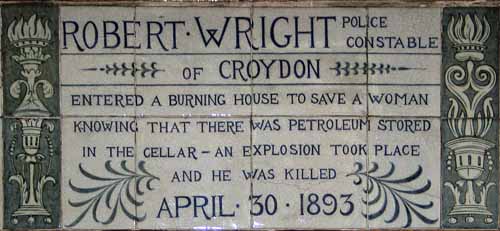 ROBERT · WRIGHT POLICE CONSTABLE
OF CROYDON
ENTERED A BURNING HOUSE TO SAVE A WOMAN
KNOWING THAT THERE WAS PETROLEUM STORED
IN THE CELLAR – AN EXPLOSION TOOK PLACE
AND HE WAS KILLED
APRIL · 30 · 1893